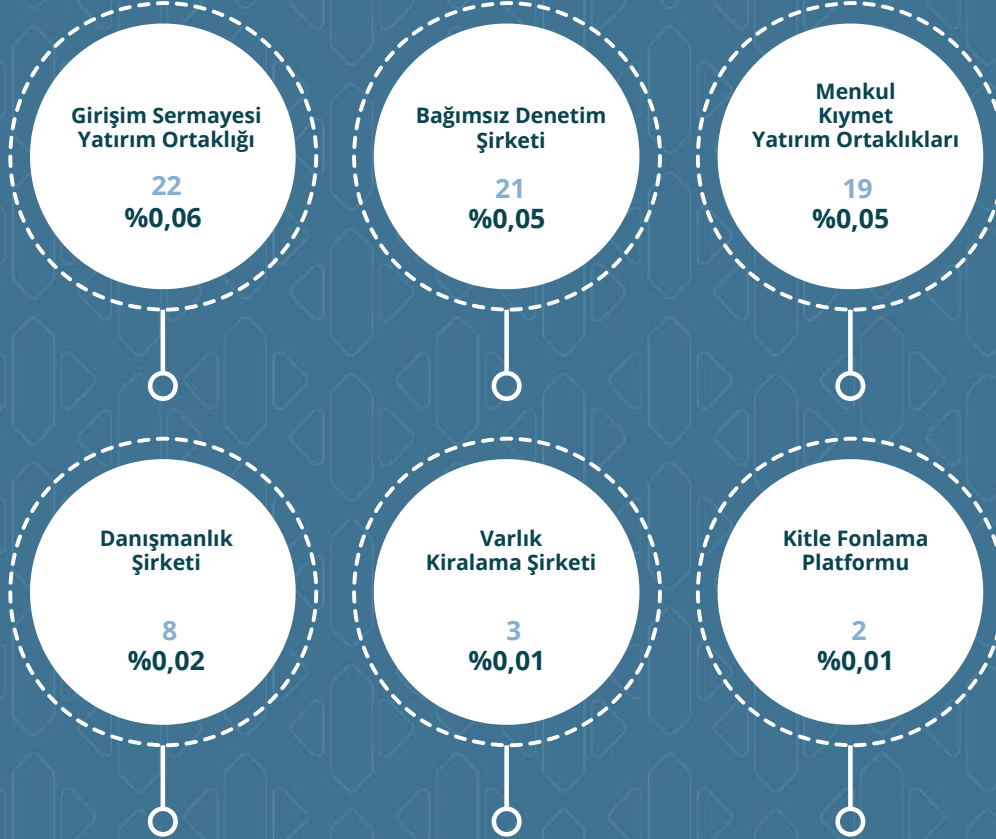 Girişim Sermayesi
Yatırım Ortaklığı
22
%0,06
Bağımsız Denetim
Şirketi
21
%0,05
Menkul
Kıymet
Yatırım Ortaklıkları
19
%0,05
Danışmanlık
Şirketi
8
%0,02
Varlık
Kiralama Şirketi
3
%0,01
Kitle Fonlama
Platformu
2
%0,01